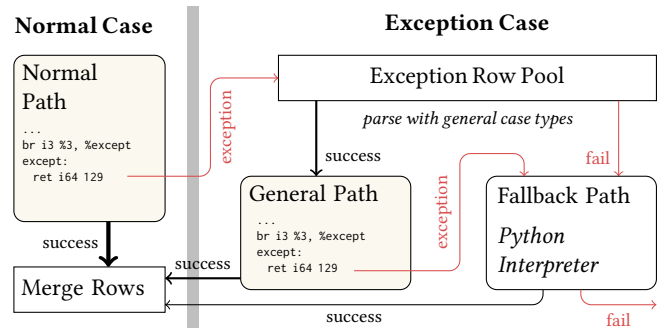 Normal Case
Exception Case
Normal
Path
...
br i3 %3, %except
except:
ret i64 129
exception
Exception Row Pool
parse with general case types
success
fail
General Path
...
br i3 %3, %except
except:
ret i64 129
exception
Fallback Path
Python
Interpreter
success
success
Merge Rows
success
fail